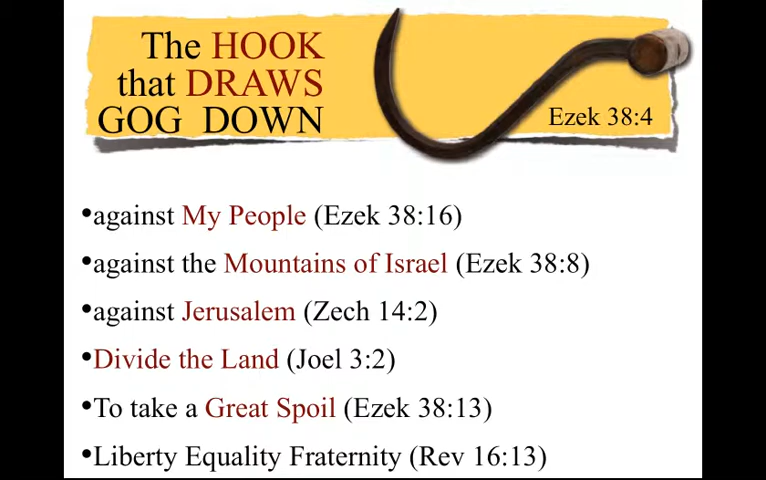 The HOOK
that DRAWS
GOG DOWN
Ezek 38:4
•against My People (Ezek 38:16)
•against the Mountains of Israel (Ezek 38:8)
•against Jerusalem (Zech 14:2)
•Divide the Land (Joel 3:2)
•To take a Great Spoil (Ezek 38:13)
•Liberty Equality Fraternity (Rev 16:13)